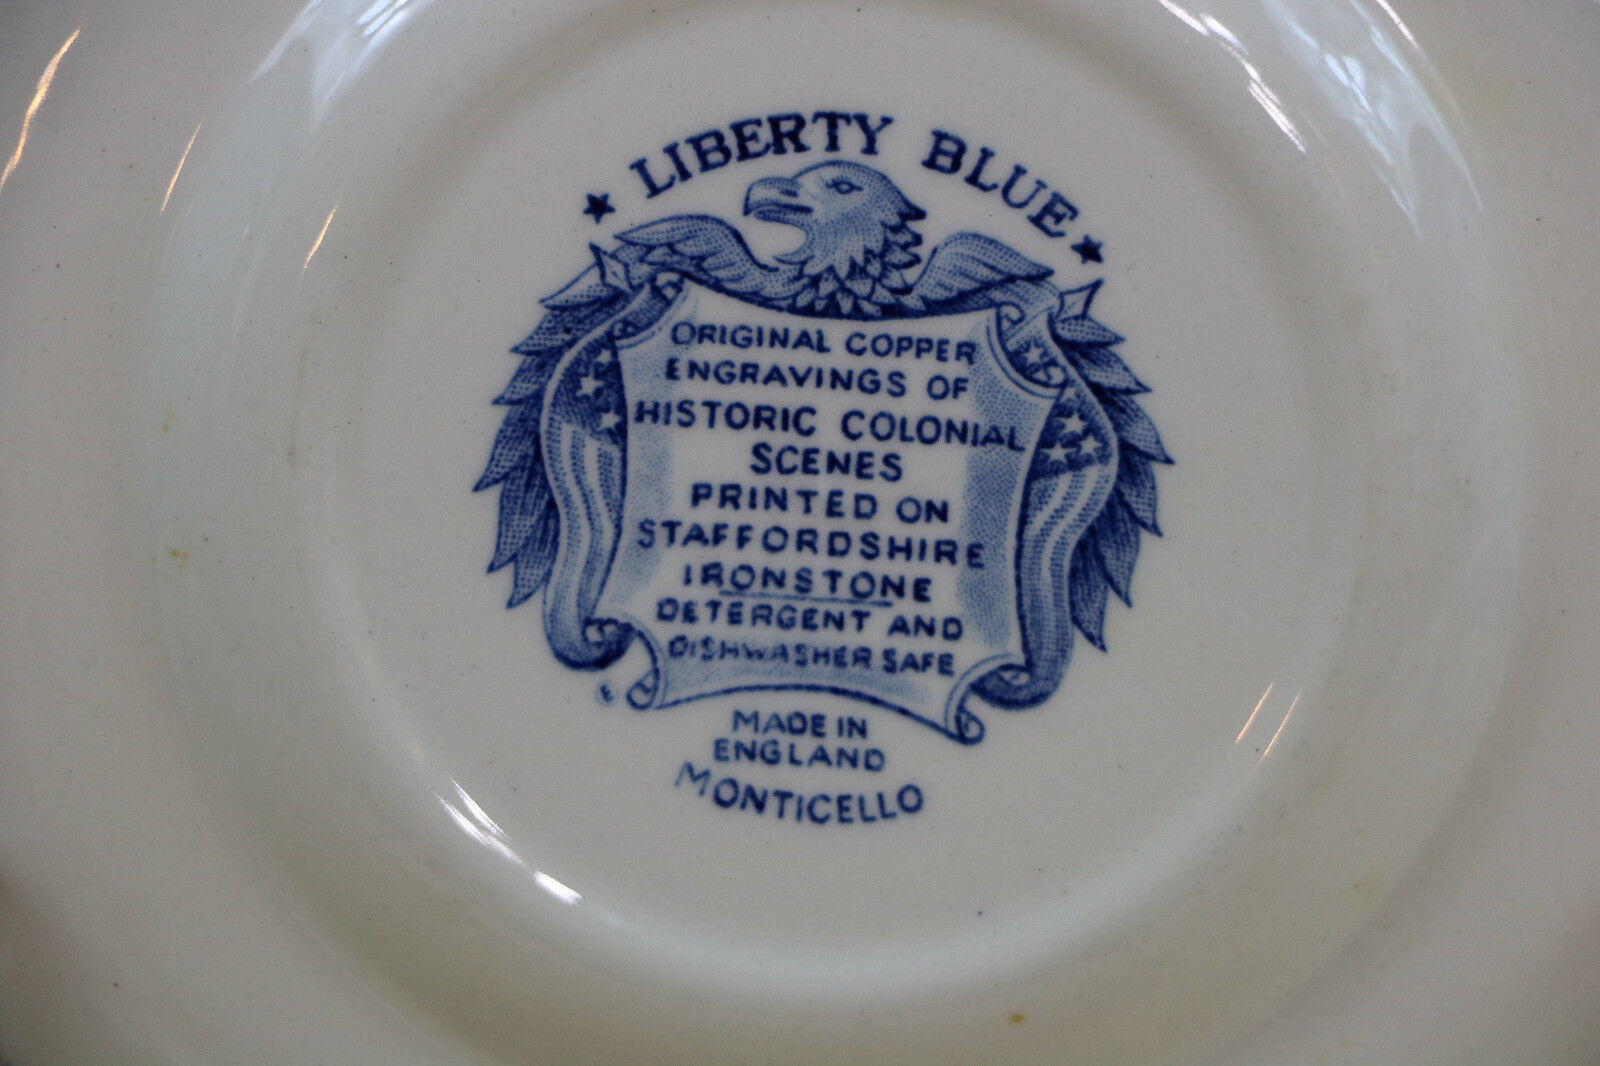 ★ LIBERTY BLUE ★
ORIGINAL COPPER
ENGRAVINGS OF
HISTORIC COLONIAL
SCENES
PRINTED ON
STAFFORDSHIRE
IRONSTONE
DETERGENT AND
DISHWASHER SAFE
E
MADE IN
ENGLAND
MONTICELLO